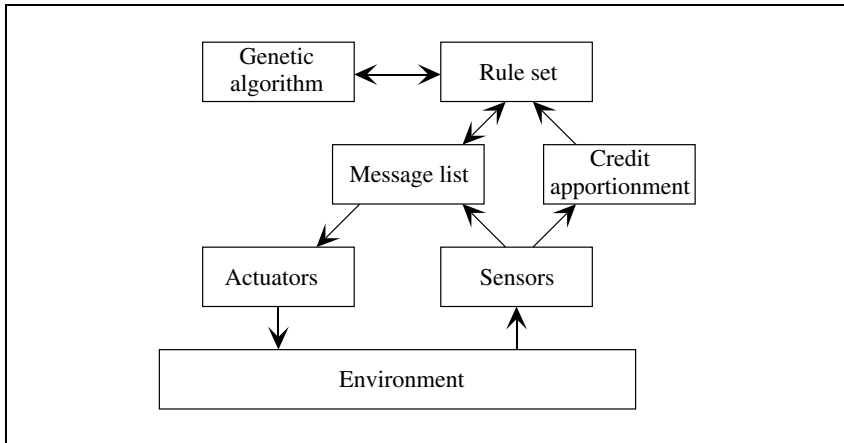 Genetic
algorithm
Rule set
Message list
Credit
apportionment
Actuators
Sensors
Environment